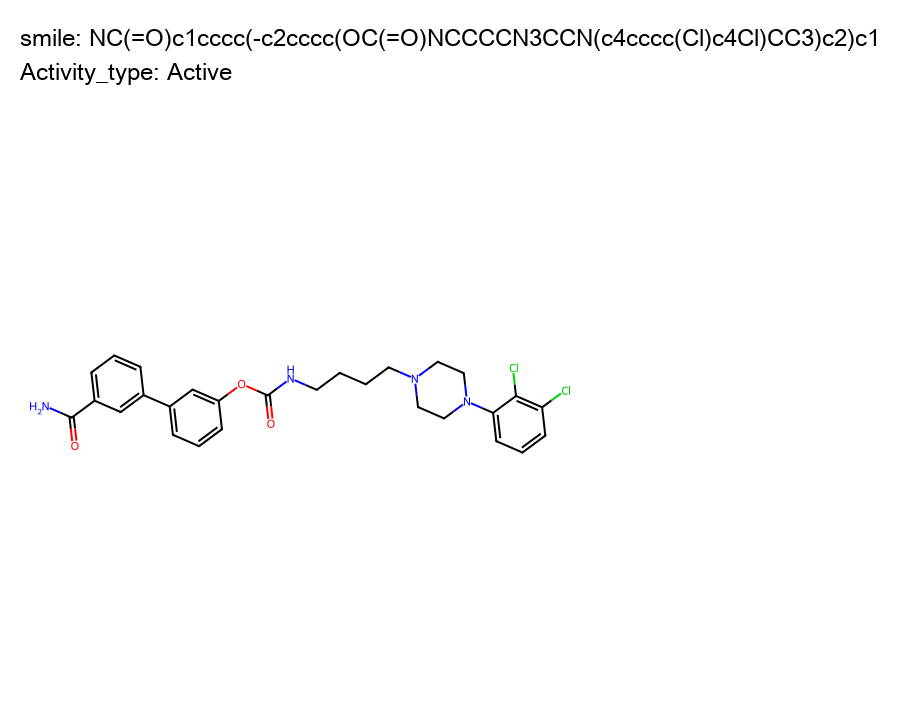 smile: NC(=O)c1cccc(-c2cccc(OC(=O)NCCCCN3CCN(c4cccc(Cl)c4Cl)CC3)c2)c1
Activity_type: Active
Cl
Cl
H
N
O
N
N
H₂N
O
O